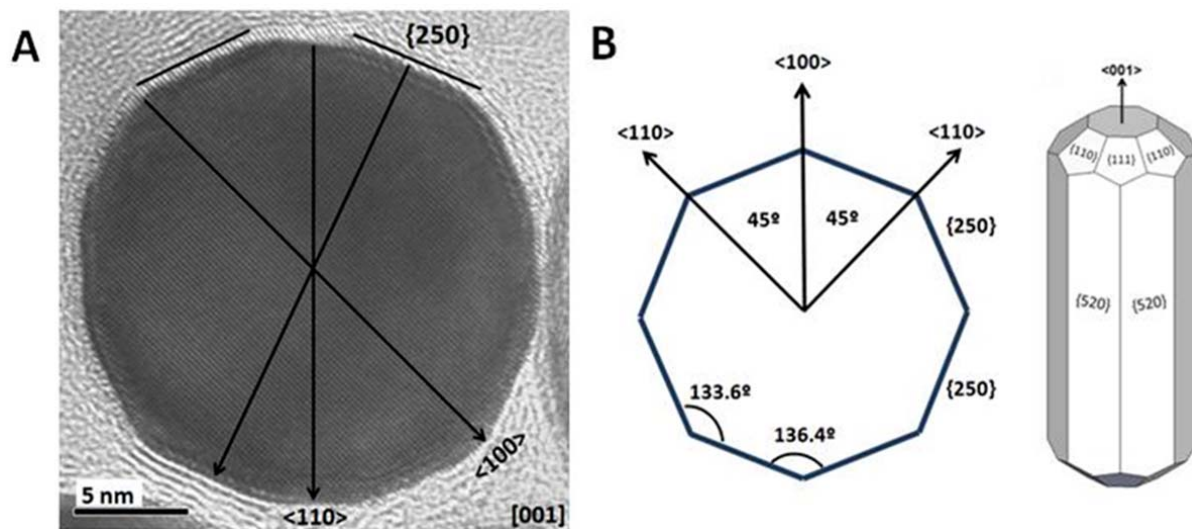 A
{250}
<100>
5 nm
<110>
[001]
B
<100>
<110>
<110>
45º
45º
{250}
133.6º
136.4º
{250}
<001>
{110}
{111}
{110}
{520}
{520}